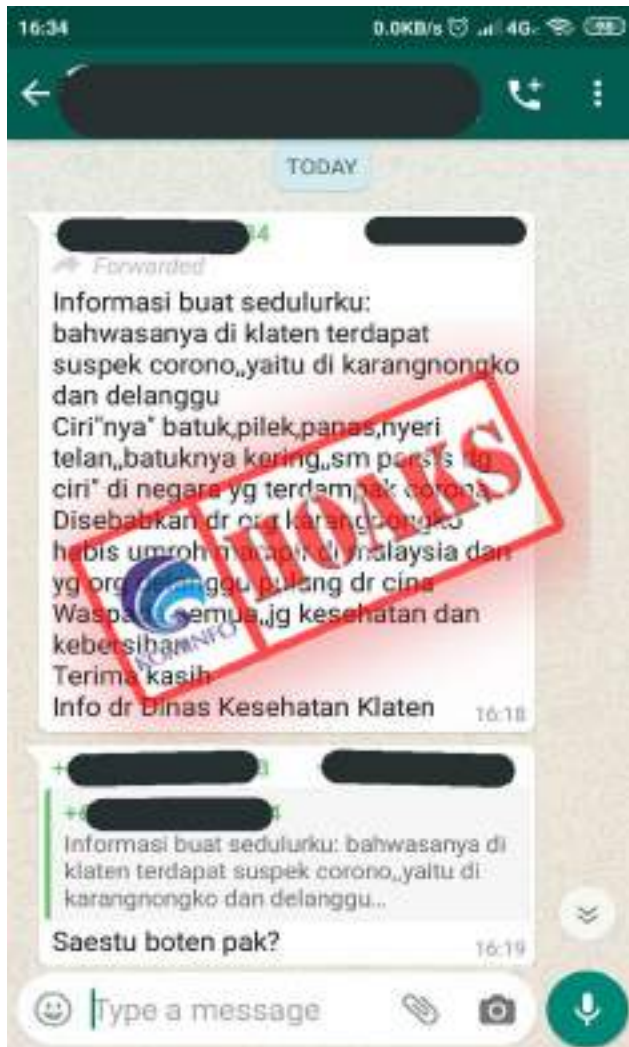 16:34
0.0KB/s 4G
TODAY
4
Forwarded
Informasi buat sedulurku:
bahwasanya di klaten terdapat
suspek corono,,yaitu di karangnongko
dan delanggu
Ciri"nya" batuk,pilek,panas,nyeri
telan,,batuknya kering,,sm persis dg
ciri" di negara yg terdampak corona
Disebabkan dr org karangnongko
habis umroh mampir di malaysia dan
yg org delanggu pulang dr cina
Waspada semua,,jg kesehatan dan
kebersihan
Terima kasih
Info dr Dinas Kesehatan Klaten
16:18
HOAKS
KOMINFO
Informasi buat sedulurku: bahwasanya di
klaten terdapat suspek corono,,yaitu di
karangnongko dan delanggu...
Saestu boten pak?
16:19
Type a message